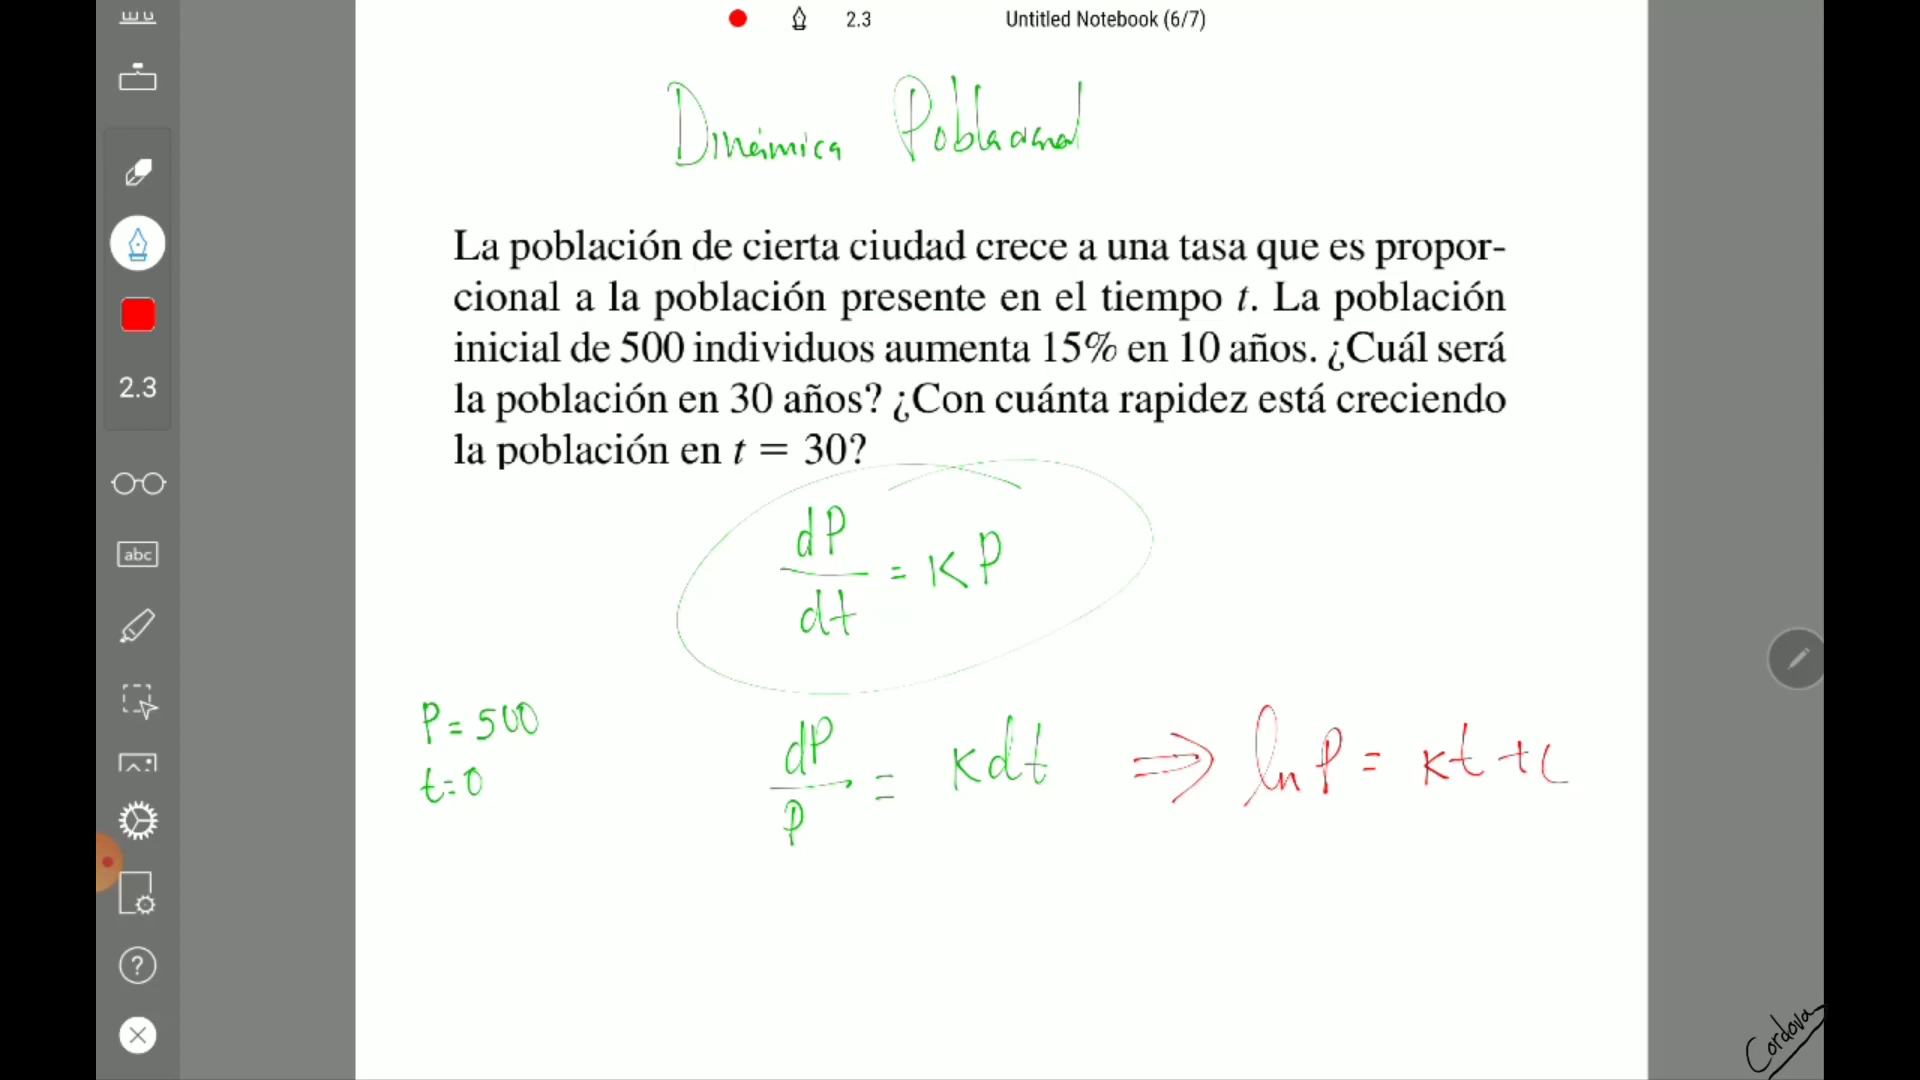 2.3 Untitled Notebook (6/7)
Dinámica Poblacional
La población de cierta ciudad crece a una tasa que es propor-
cional a la población presente en el tiempo t. La población
inicial de 500 individuos aumenta 15% en 10 años. ¿Cuál será
la población en 30 años? ¿Con cuánta rapidez está creciendo
la población en t = 30?
2.3
abc
dP/dt = KP
P = 500
t = 0
dP/P = Kdt ⇒ ln P = Kt + C
?
Cordova